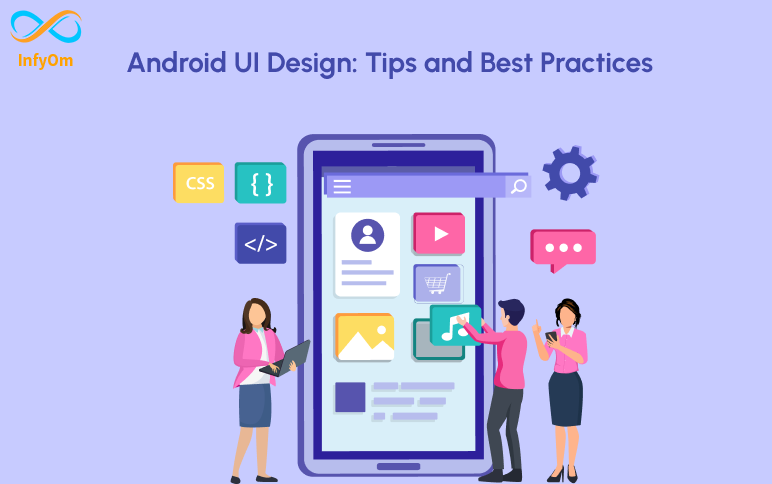 InfyOm
Android UI Design: Tips and Best Practices
CSS
{ }
</>